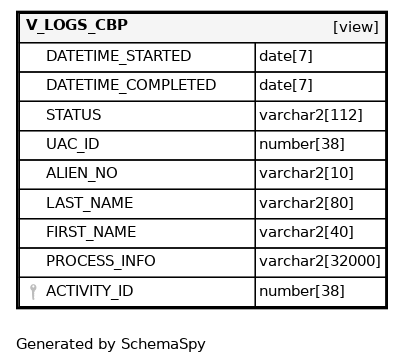 V_LOGS_CBP [view]
DATETIME_STARTED date[7]
DATETIME_COMPLETED date[7]
STATUS varchar2[112]
UAC_ID number[38]
ALIEN_NO varchar2[10]
LAST_NAME varchar2[80]
FIRST_NAME varchar2[40]
PROCESS_INFO varchar2[32000]
ACTIVITY_ID number[38]
Generated by SchemaSpy